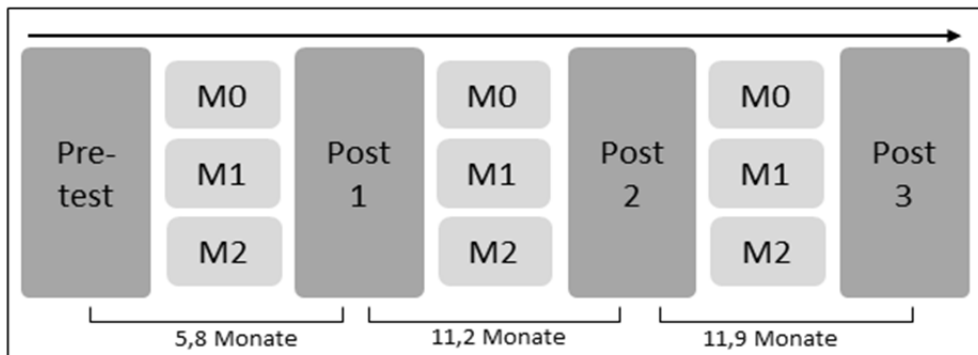 Pre-
test
M0
M1
M2
Post
1
M0
M1
M2
Post
2
M0
M1
M2
Post
3
5,8 Monate
11,2 Monate
11,9 Monate